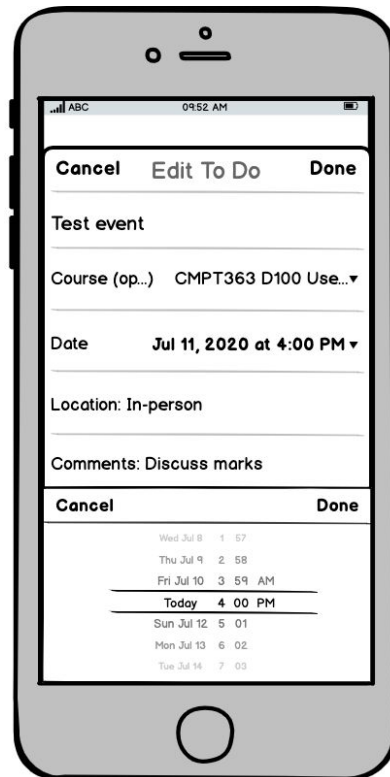 ABC 09:52 AM
Cancel Edit To Do Done
Test event
Course (op...) CMPT363 D100 Use...▾
Date Jul 11, 2020 at 4:00 PM ▾
Location: In-person
Comments: Discuss marks
Cancel Done
Wed Jul 8 1 57
Thu Jul 9 2 58
Fri Jul 10 3 59 AM
Today 4 00 PM
Sun Jul 12 5 01
Mon Jul 13 6 02
Tue Jul 14 7 03